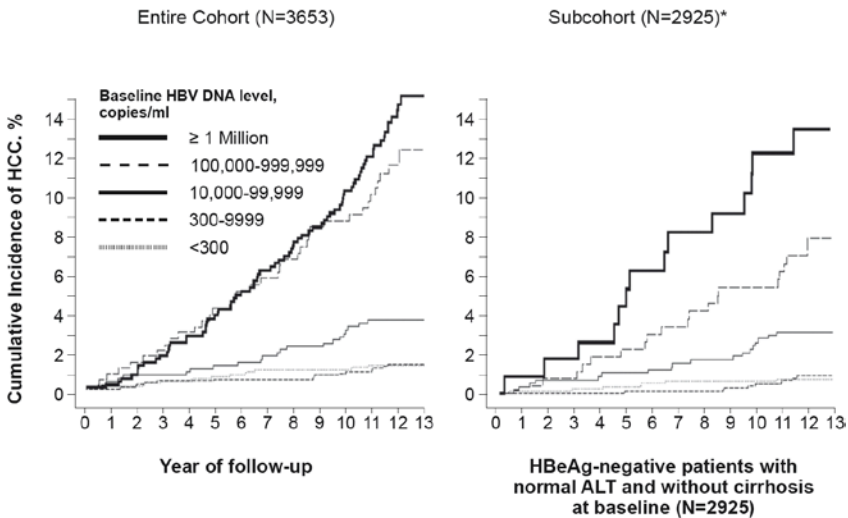 Entire Cohort (N=3653)
Subcohort (N=2925)*
Baseline HBV DNA level,
copies/ml
≥ 1 Million
100,000-999,999
10,000-99,999
300-9999
<300
Cumulative Incidence of HCC. %
14
12
10
8
6
4
2
0
0 1 2 3 4 5 6 7 8 9 10 11 12 13
Year of follow-up
14
12
10
8
6
4
2
0
0 1 2 3 4 5 6 7 8 9 10 11 12 13
HBeAg-negative patients with
normal ALT and without cirrhosis
at baseline (N=2925)